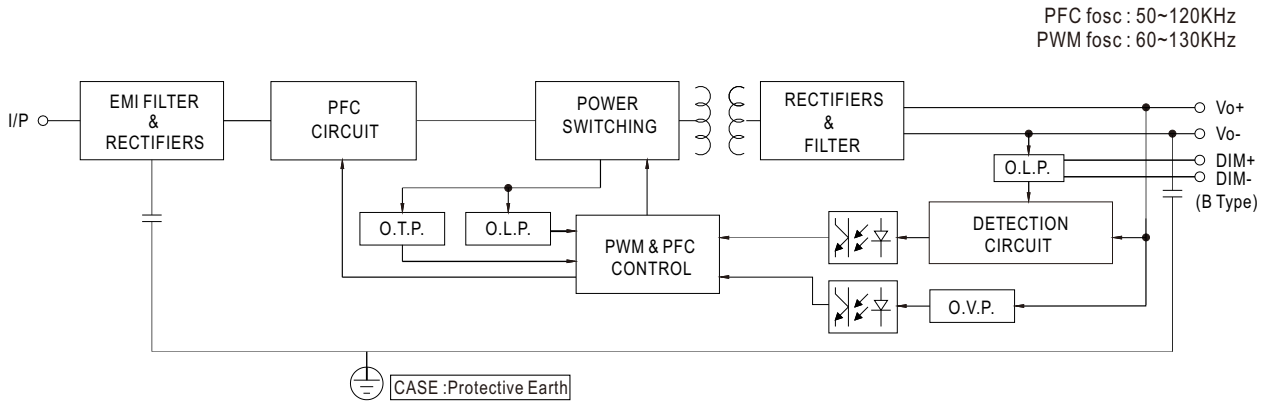 PFC fosc : 50~120KHz
PWM fosc : 60~130KHz
I/P
EMI FILTER
&
RECTIFIERS
PFC
CIRCUIT
POWER
SWITCHING
RECTIFIERS
&
FILTER
Vo+
Vo-
DIM+
DIM-
(B Type)
O.L.P.
O.T.P.
O.L.P.
PWM & PFC
CONTROL
DETECTION
CIRCUIT
O.V.P.
CASE :Protective Earth